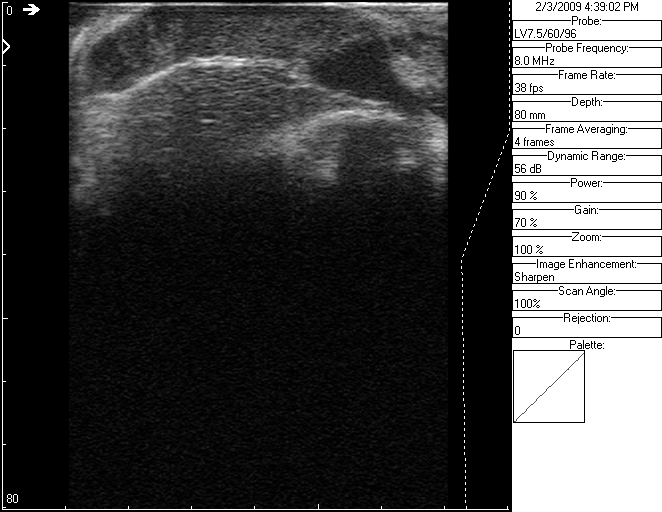 0
80
2/3/2009 4:39:02 PM
Probe:
LV7.5/60/96
Probe Frequency:
8.0 MHz
Frame Rate:
38 fps
Depth:
80 mm
Frame Averaging:
4 frames
Dynamic Range:
56 dB
Power:
90 %
Gain:
70 %
Zoom:
100 %
Image Enhancement:
Sharpen
Scan Angle:
100%
Rejection:
0
Palette: